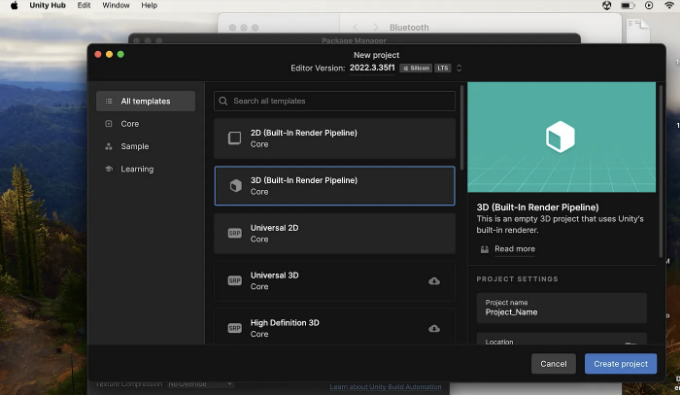 Unity Hub Edit Window Help
Bluetooth
Package Manager
New project
Editor Version: 2022.3.35f1 Silicon LTS
All templates
Core
Sample
Learning
Search all templates
2D (Built-In Render Pipeline)
Core
3D (Built-In Render Pipeline)
Core
Universal 2D
SRP
Core
Universal 3D
SRP
Core
High Definition 3D
SRP
Core
3D (Built-In Render Pipeline)
This is an empty 3D project that uses Unity's
built-in renderer.
Read more
PROJECT SETTINGS
Project name
Project_Name
Location
Cancel
Create project
Texture Compression
Learn about Unity Build Automation